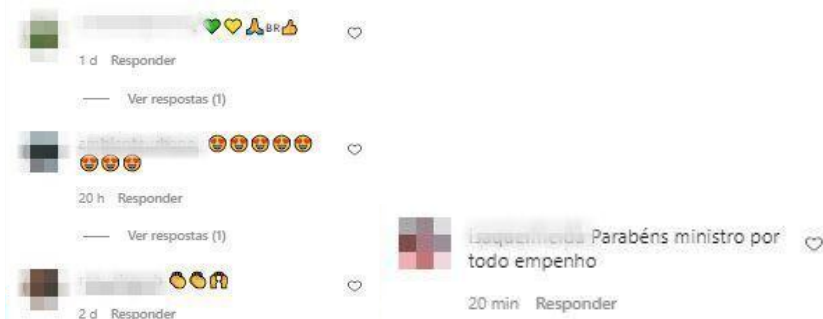 💚💛🙏BR👍
1 d Responder
Ver respostas (1)
😍😍😍😍😍
😍😍😍
20 h Responder
Ver respostas (1)
👏👏🙌
2 d Responder
Parabéns ministro por
todo empenho
20 min Responder